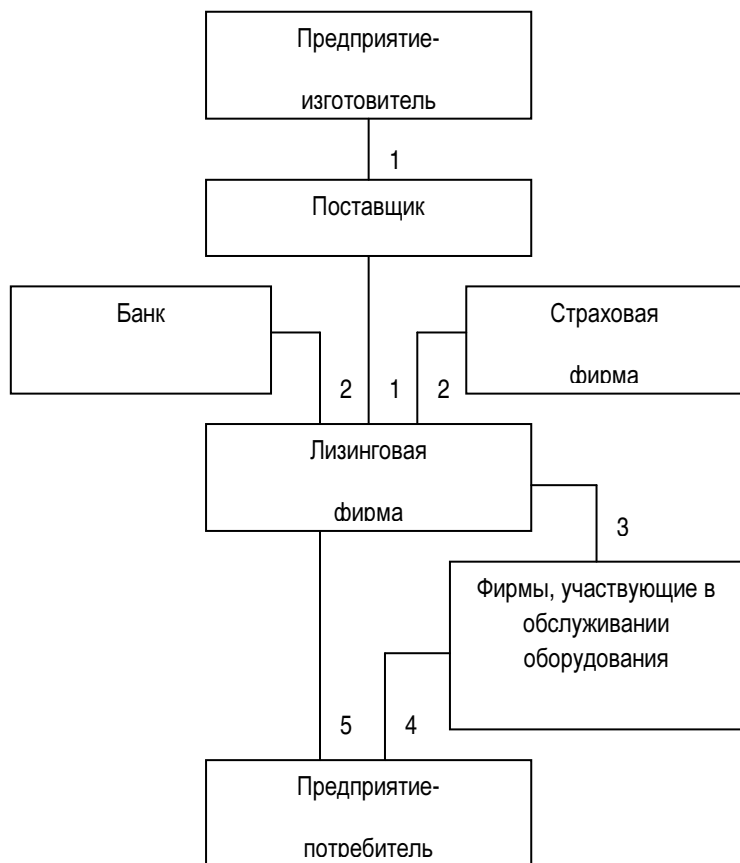 Предприятие-
изготовитель
1
Поставщик
Банк
Страховая
фирма
2
1
2
Лизинговая
фирма
3
Фирмы, участвующие в
обслуживании
оборудования
5
4
Предприятие-
потребитель